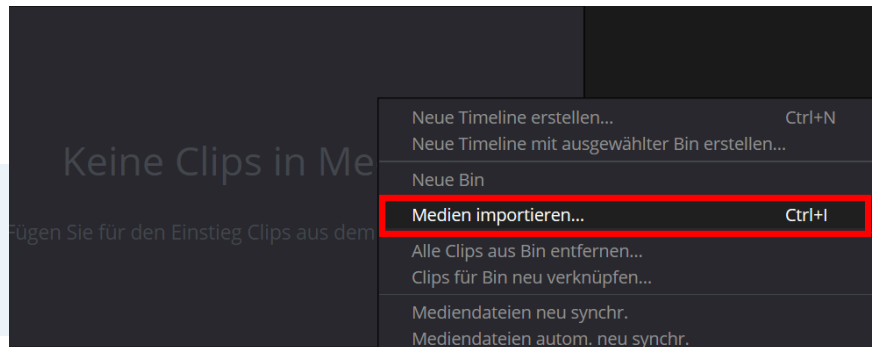 Neue Timeline erstellen... Ctrl+N
Neue Timeline mit ausgewählter Bin erstellen...
Keine Clips in Me
Neue Bin
Medien importieren... Ctrl+I
Fügen Sie für den Einstieg Clips aus dem
Alle Clips aus Bin entfernen...
Clips für Bin neu verknüpfen...
Mediendateien neu synchr.
Mediendateien autom. neu synchr.